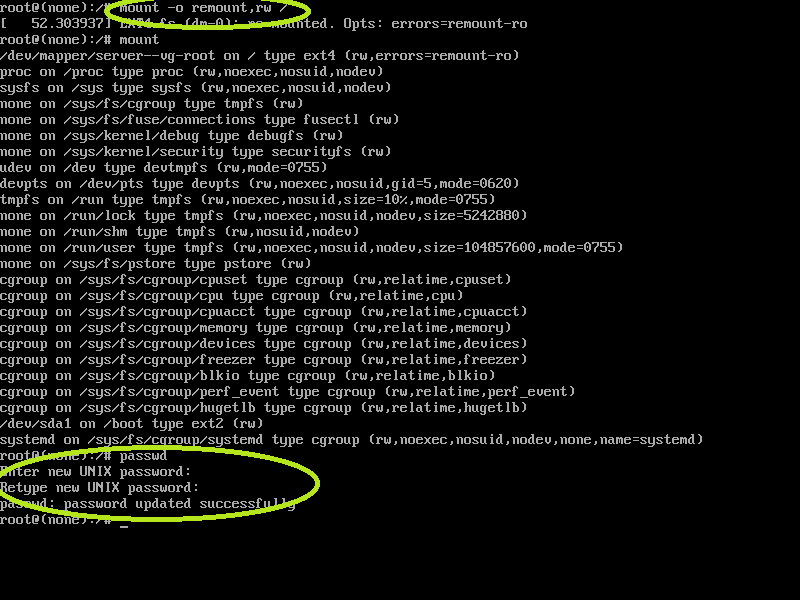 root@(none):/# mount -o remount,rw /
[   52.303937] EXT4-fs (dm-0): re-mounted. Opts: errors=remount-ro
root@(none):/# mount
/dev/mapper/server--vg-root on / type ext4 (rw,errors=remount-ro)
proc on /proc type proc (rw,noexec,nosuid,nodev)
sysfs on /sys type sysfs (rw,noexec,nosuid,nodev)
none on /sys/fs/cgroup type tmpfs (rw)
none on /sys/fs/fuse/connections type fusectl (rw)
none on /sys/kernel/debug type debugfs (rw)
none on /sys/kernel/security type securityfs (rw)
udev on /dev type devtmpfs (rw,mode=0755)
devpts on /dev/pts type devpts (rw,noexec,nosuid,gid=5,mode=0620)
tmpfs on /run type tmpfs (rw,noexec,nosuid,size=10%,mode=0755)
none on /run/lock type tmpfs (rw,noexec,nosuid,nodev,size=5242880)
none on /run/shm type tmpfs (rw,nosuid,nodev)
none on /run/user type tmpfs (rw,noexec,nosuid,nodev,size=104857600,mode=0755)
none on /sys/fs/pstore type pstore (rw)
cgroup on /sys/fs/cgroup/cpuset type cgroup (rw,relatime,cpuset)
cgroup on /sys/fs/cgroup/cpu type cgroup (rw,relatime,cpu)
cgroup on /sys/fs/cgroup/cpuacct type cgroup (rw,relatime,cpuacct)
cgroup on /sys/fs/cgroup/memory type cgroup (rw,relatime,memory)
cgroup on /sys/fs/cgroup/devices type cgroup (rw,relatime,devices)
cgroup on /sys/fs/cgroup/freezer type cgroup (rw,relatime,freezer)
cgroup on /sys/fs/cgroup/blkio type cgroup (rw,relatime,blkio)
cgroup on /sys/fs/cgroup/perf_event type cgroup (rw,relatime,perf_event)
cgroup on /sys/fs/cgroup/hugetlb type cgroup (rw,relatime,hugetlb)
/dev/sda1 on /boot type ext2 (rw)
systemd on /sys/fs/cgroup/systemd type cgroup (rw,noexec,nosuid,nodev,none,name=systemd)
root@(none):/# passwd
Enter new UNIX password:
Retype new UNIX password:
passwd: password updated successfully
root@(none):/# _